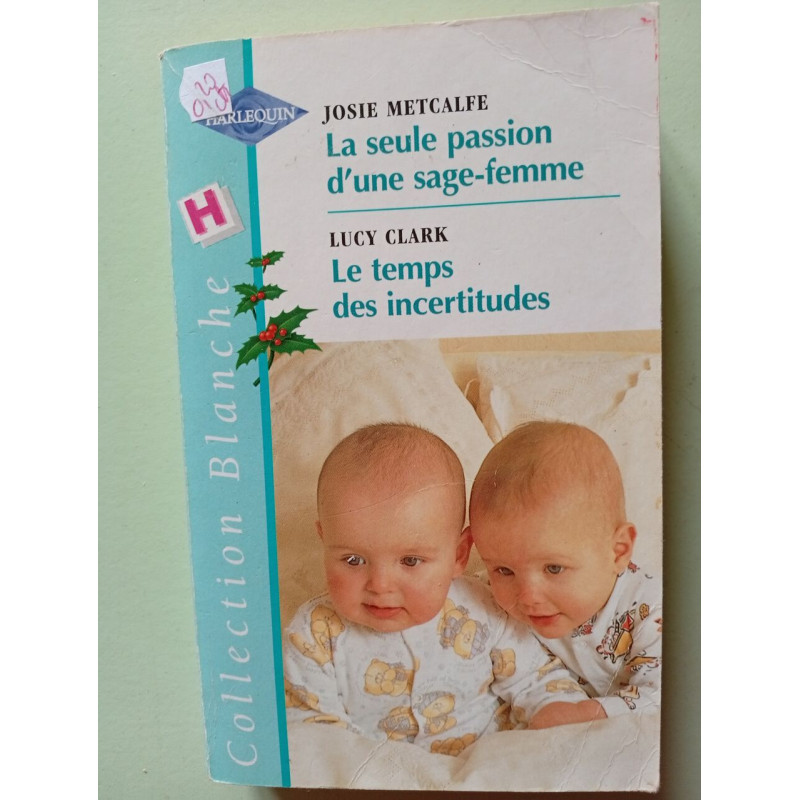 HARLEQUIN
JOSIE METCALFE
La seule passion
d'une sage-femme
LUCY CLARK
Le temps
des incertitudes
H
Collection Blanche